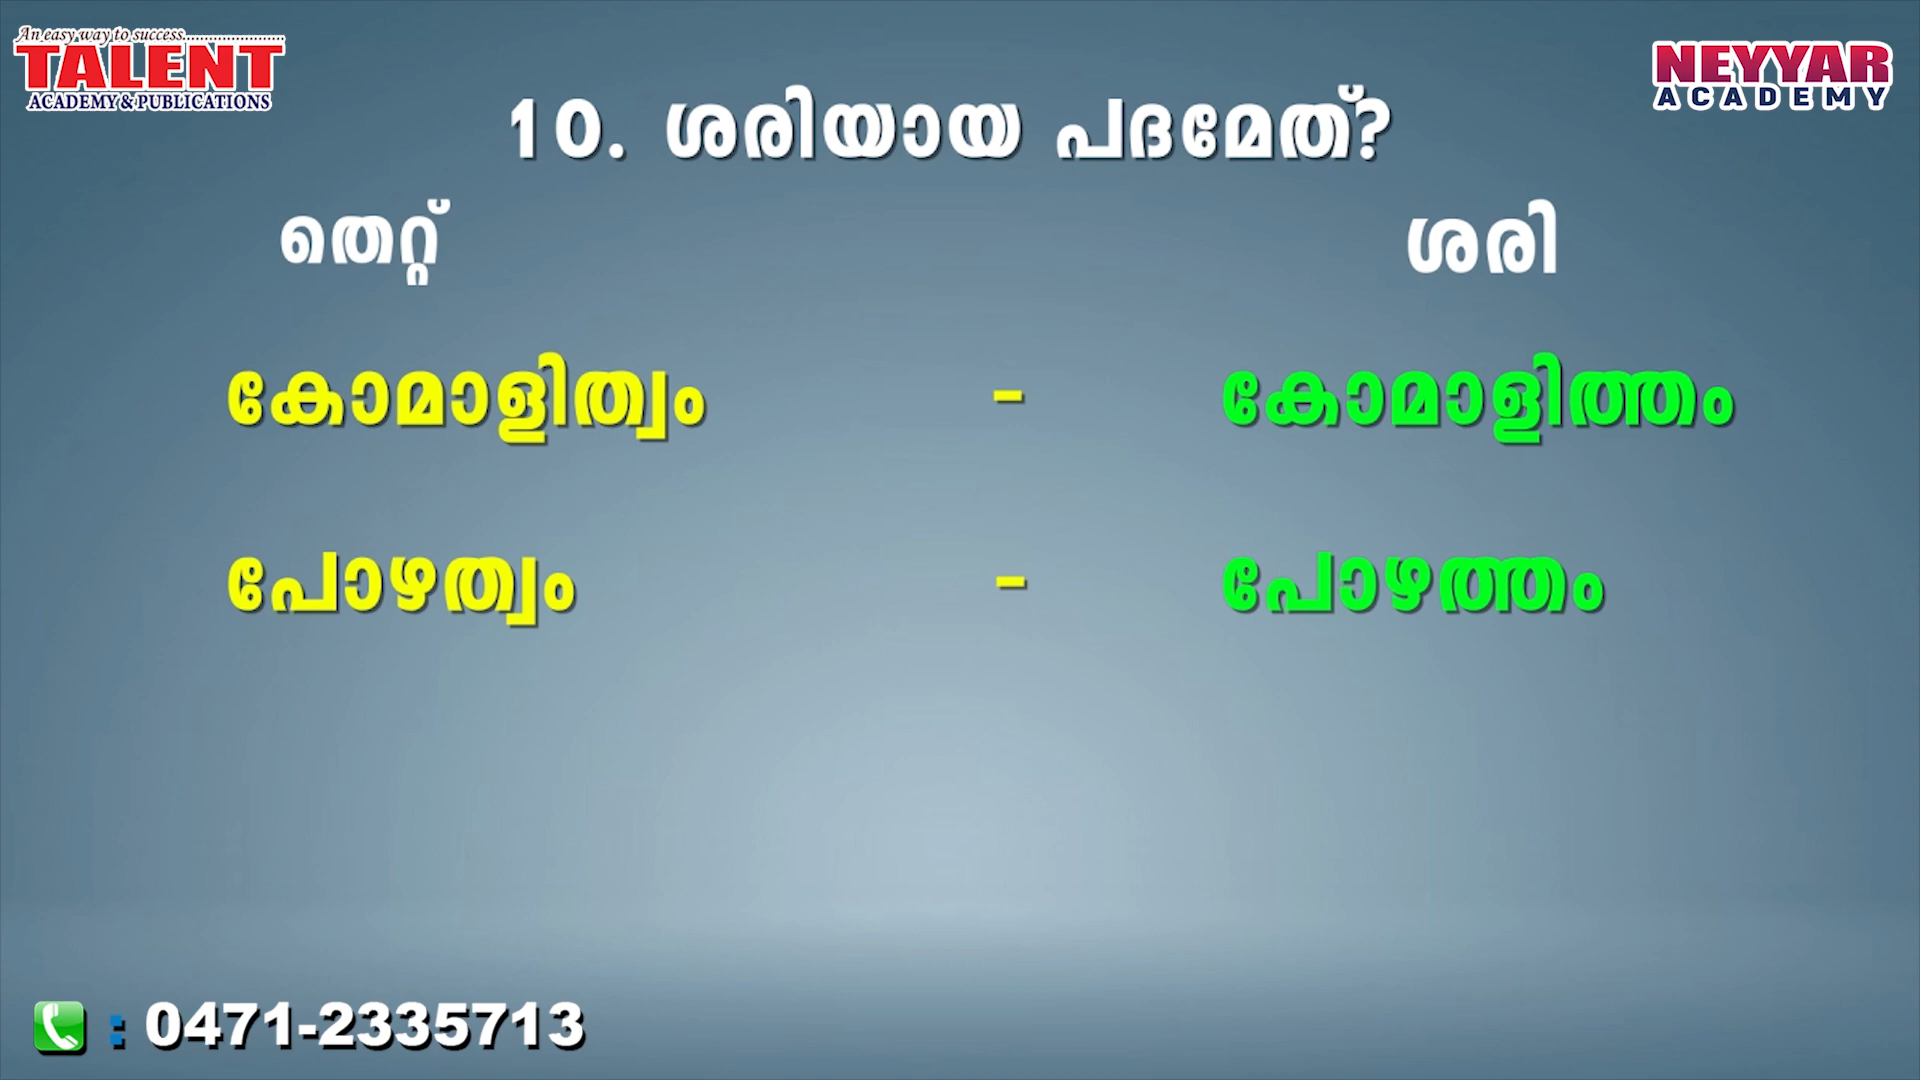 An easy way to success........................
TALENT
ACADEMY & PUBLICATIONS
NEYYAR
ACADEMY
10. ശരിയായ പദമേത്?
തെറ്റ് ശരി
കോമാളിത്വം - കോമാളിത്തം
പോഴത്വം - പോഴത്തം
: 0471-2335713